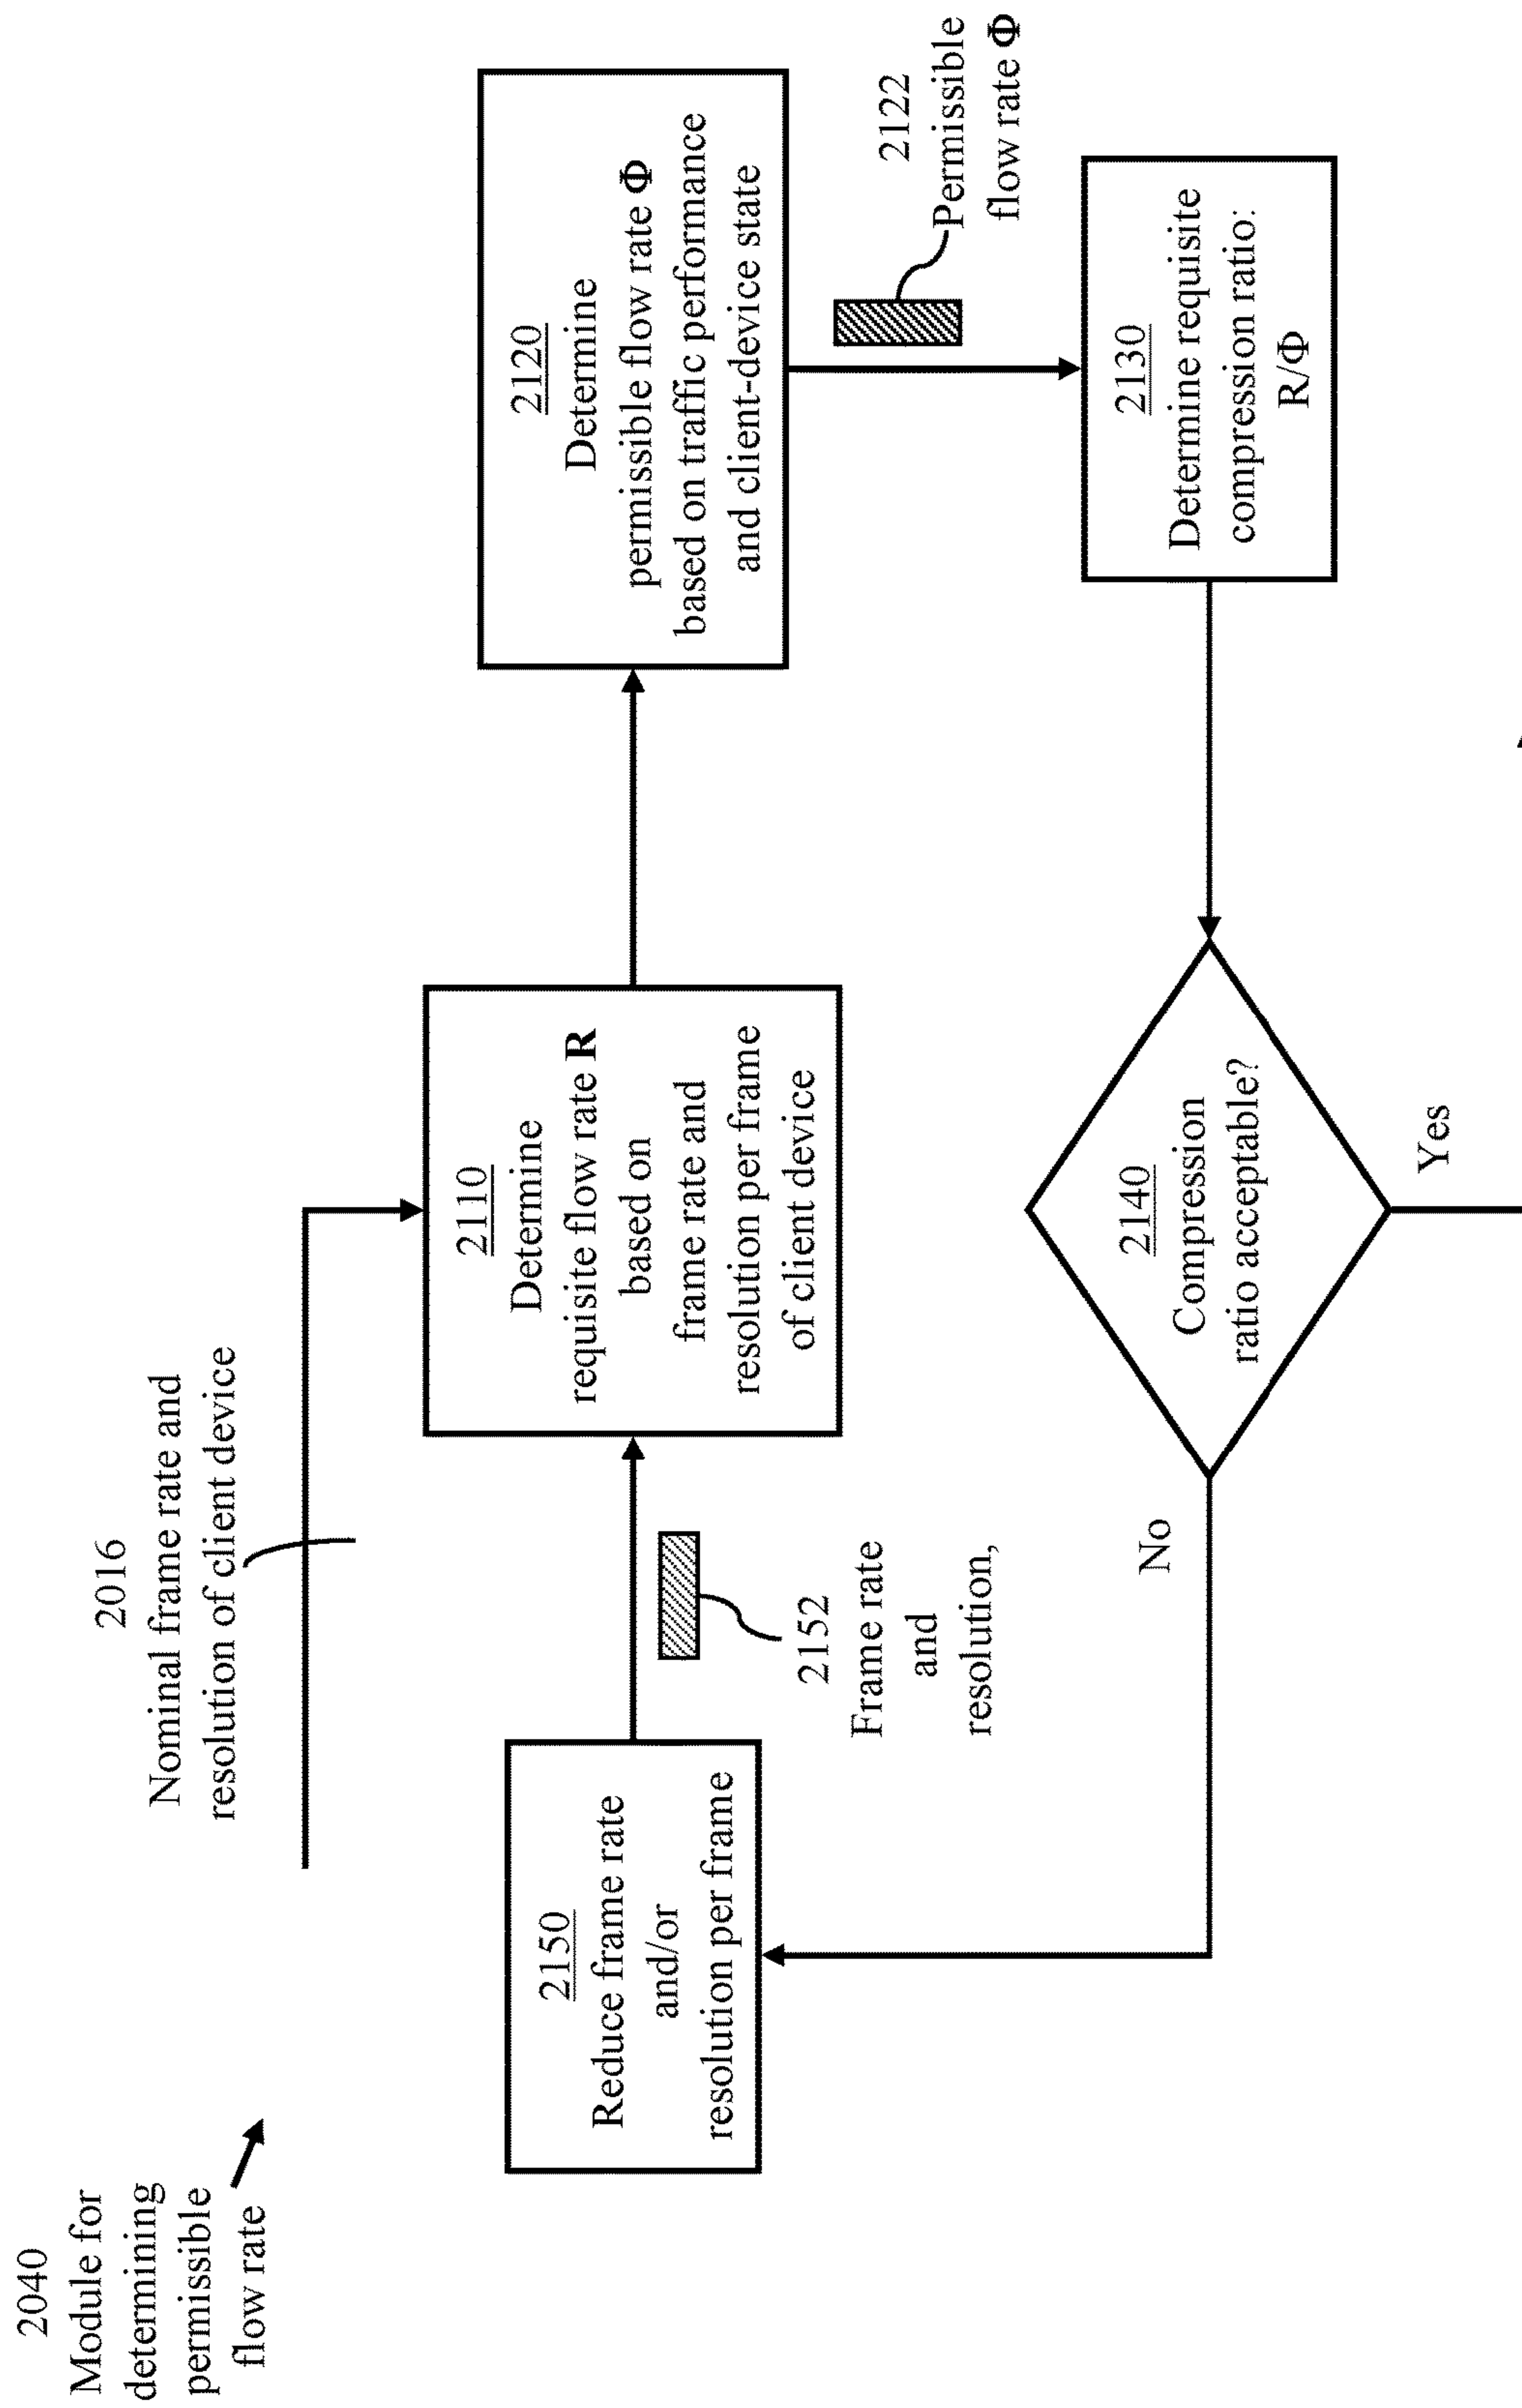 2040
Module for
determining
permissible
flow rate
2016
Nominal frame rate and
resolution of client device
2150
Reduce frame rate
and/or
resolution per frame
2152
Frame rate
and
resolution,
2110
Determine
requisite flow rate R
based on
frame rate and
resolution per frame
of client device
2120
Determine
permissible flow rate Φ
based on traffic performance
and client-device state
2122
Permissible
flow rate Φ
2130
Determine requisite
compression ratio:
R/Φ
2140
Compression
ratio acceptable?
No
Yes